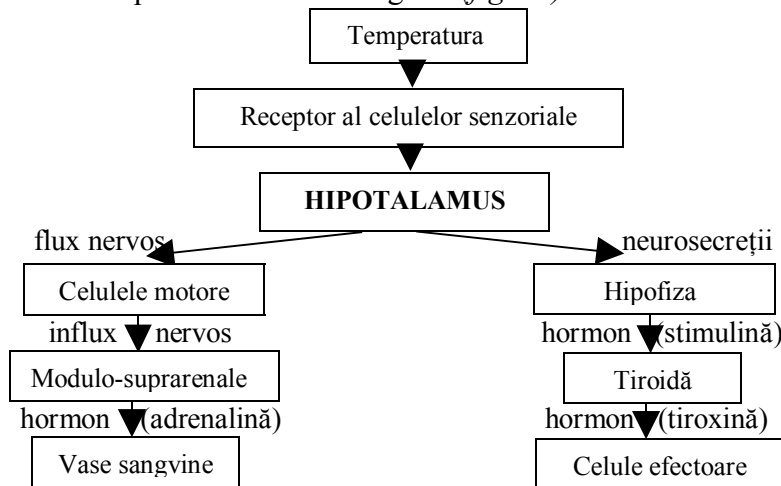 Temperatura
Receptor al celulelor senzoriale
HIPOTALAMUS
flux nervos
neurosecreții
Celulele motore
Hipofiza
influx nervos
hormon (stimulină)
Modulo-suprarenale
Tiroidă
hormon (adrenalină)
hormon (tiroxină)
Vase sangvine
Celule efectoare